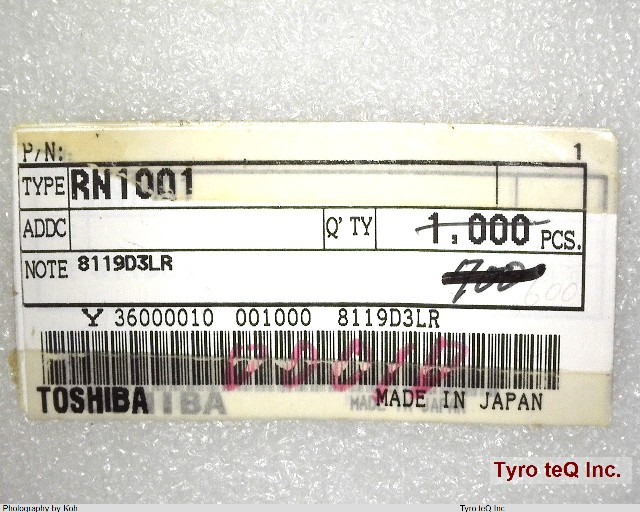 P/N: 1
TYPE RN1001
ADDC Q' TY 1,000 PCS.
NOTE 8119D3LR 700
600
Y 36000010 001000 8119D3LR
TOSHIBA MADE IN JAPAN
Tyro teQ Inc.
Photography by Koh Tyro teQ Inc